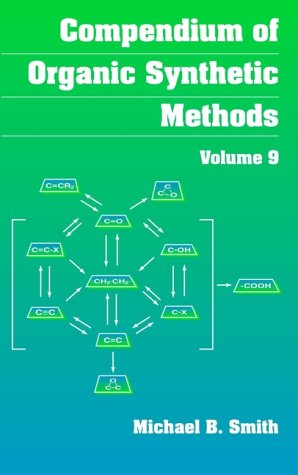 Compendium of
Organic Synthetic
Methods
Volume 9
C=CR₂
C=O
C=C-X
C-OH
-CH₂-CH₂-
-COOH
C≡C
C-X
C=C
O
C-C
Michael B. Smith